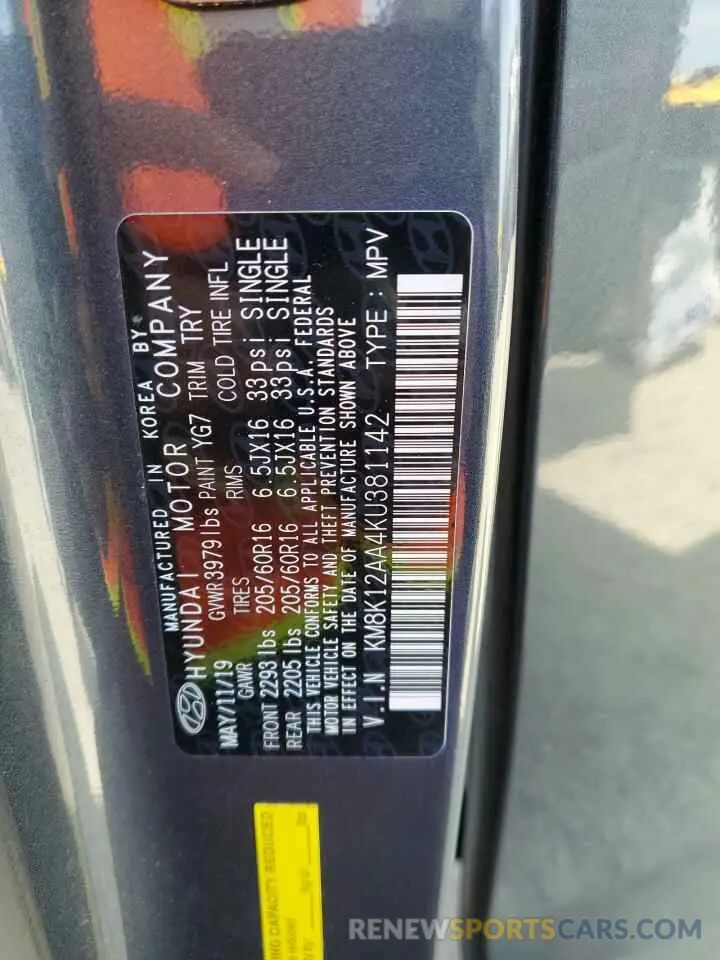 MANUFACTURED IN KOREA BY
HYUNDAI MOTOR COMPANY
MAY/11/19 GVWR 3979 lbs PAINT YG7 TRIM TRY
GAWR TIRES RIMS COLD TIRE INFL
FRONT 2293 lbs 205/60R16 6.5JX16 33psi SINGLE
REAR 2205 lbs 205/60R16 6.5JX16 33psi SINGLE
THIS VEHICLE CONFORMS TO ALL APPLICABLE U.S.A. FEDERAL
MOTOR VEHICLE SAFETY AND THEFT PREVENTION STANDARDS
IN EFFECT ON THE DATE OF MANUFACTURE SHOWN ABOVE
V.I.N KM8K12AA4KU381142 TYPE : MPV
ING CAPACITY REDUCED
RENEWSPORTSCARS.COM